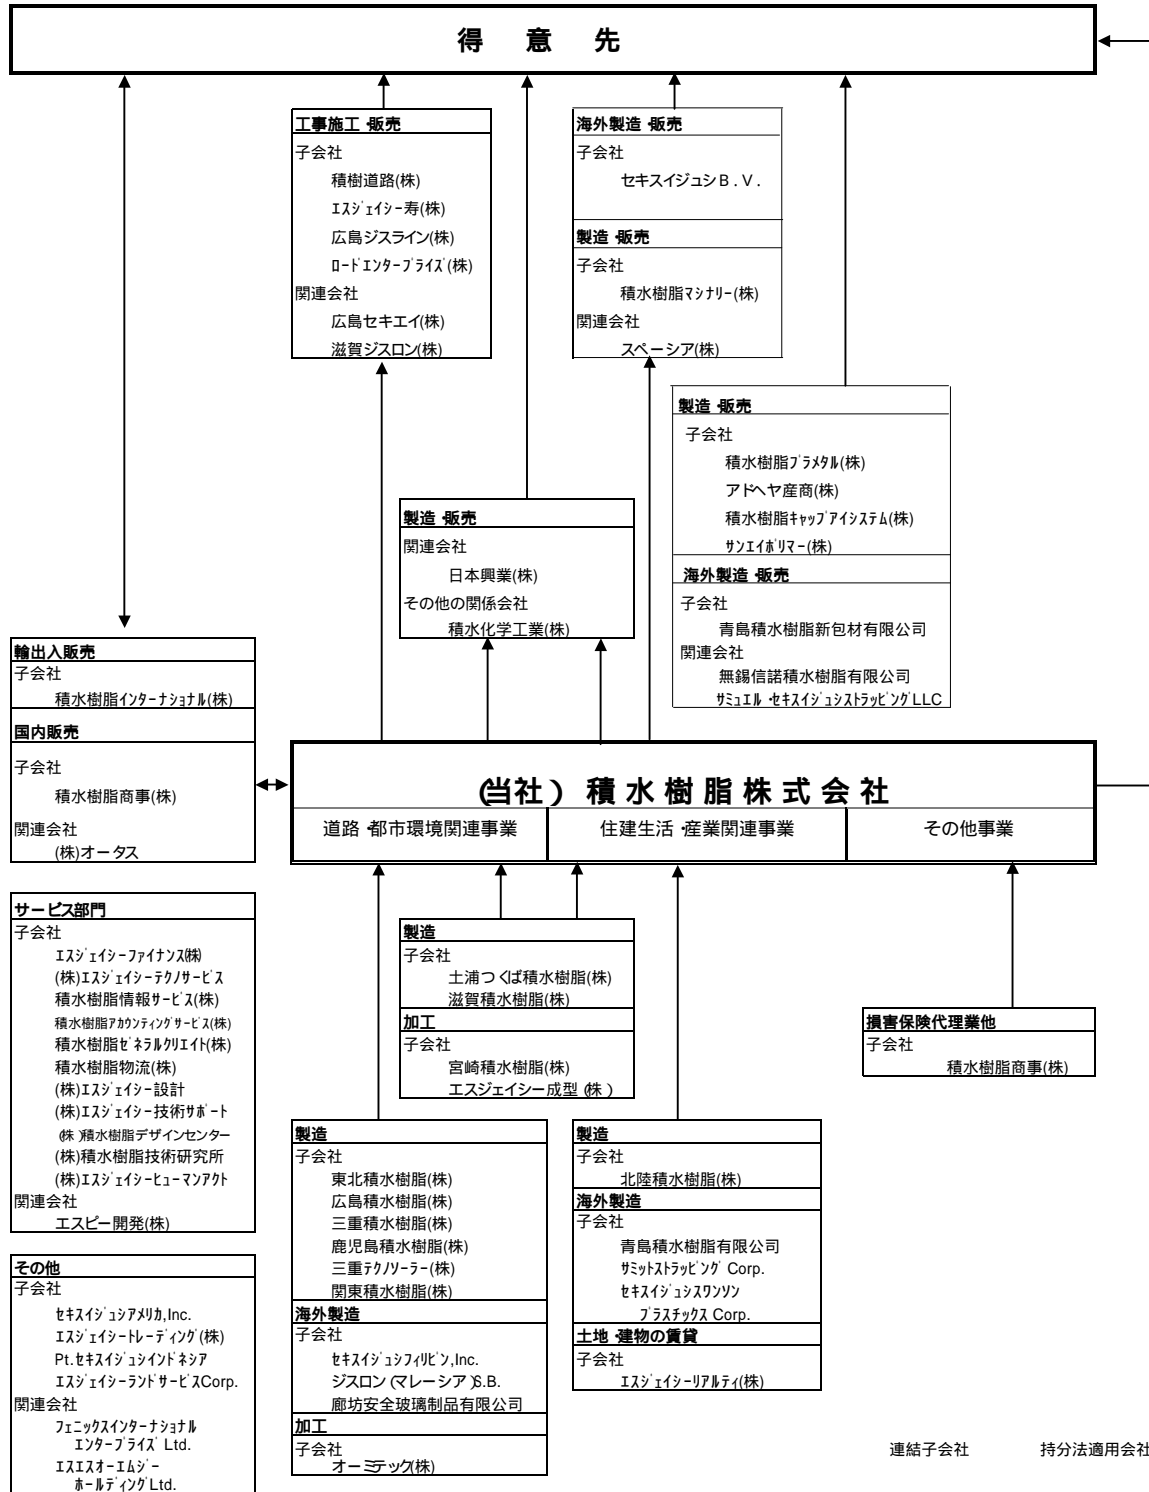 得意先
工事施工・販売
子会社
積樹道路(株)
エスジェイシー寿(株)
広島ジスライン(株)
ロードエンタープライズ(株)
関連会社
広島セキエイ(株)
滋賀ジスロン(株)
海外製造・販売
子会社
セキスイジュシB.V.
製造・販売
子会社
積水樹脂マシナリー(株)
関連会社
スペーシア(株)
製造・販売
子会社
積水樹脂プラメタル(株)
アドヘヤ産商(株)
積水樹脂キャップアイシステム(株)
サンエイポリマー(株)
海外製造・販売
子会社
青島積水樹脂新包材有限公司
関連会社
無錫信諾積水樹脂有限公司
サミュエル・セキスイジュシストラッピングLLC
製造・販売
関連会社
日本興業(株)
その他の関係会社
積水化学工業(株)
輸出入販売
子会社
積水樹脂インターナショナル(株)
国内販売
子会社
積水樹脂商事(株)
関連会社
(株)オータス
(当社)積水樹脂株式会社
道路・都市環境関連事業
住建生活・産業関連事業
その他事業
サービス部門
子会社
エスジェイシーファイナンス(株)
(株)エスジェイシーテクノサービス
積水樹脂情報サービス(株)
積水樹脂アカウンティングサービス(株)
積水樹脂ゼネラルクリエイト(株)
積水樹脂物流(株)
(株)エスジェイシー設計
(株)エスジェイシー技術サポート
(株)積水樹脂デザインセンター
(株)積水樹脂技術研究所
(株)エスジェイシーヒューマンアクト
関連会社
エスピー開発(株)
製造
子会社
土浦つくば積水樹脂(株)
滋賀積水樹脂(株)
加工
子会社
宮崎積水樹脂(株)
エスジェイシー成型(株)
損害保険代理業他
子会社
積水樹脂商事(株)
製造
子会社
東北積水樹脂(株)
広島積水樹脂(株)
三重積水樹脂(株)
鹿児島積水樹脂(株)
三重テクノソーラー(株)
関東積水樹脂(株)
海外製造
子会社
セキスイジュシフィリピン,Inc.
ジスロン(マレーシア)S.B.
廊坊安全玻璃制品有限公司
加工
子会社
オーミテック(株)
製造
子会社
北陸積水樹脂(株)
海外製造
子会社
青島積水樹脂有限公司
サミットストラッピング Corp.
セキスイジュシスワンソン
プラスチックス Corp.
土地・建物の賃貸
子会社
エスジェイシーリアルティ(株)
その他
子会社
セキスイジュシアメリカ,Inc.
エスジェイシートレーディング(株)
Pt.セキスイジュシインドネシア
エスジェイシーランドサービスCorp.
関連会社
フェニックスインターナショナル
エンタープライズ Ltd.
エスエスオーエムジー
ホールディングLtd.
連結子会社
持分法適用会社